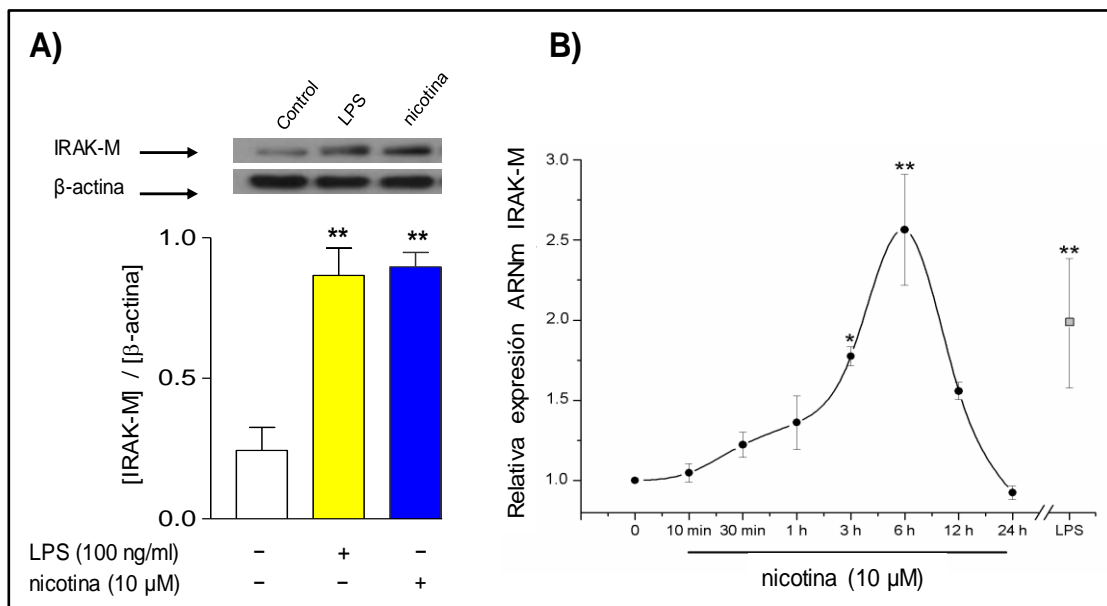 A)
Control LPS nicotina
IRAK-M
β-actina
** **
1.0
0.5
0.0
[IRAK-M] / [β-actina]
LPS (100 ng/ml) – + –
nicotina (10 µM) – – +
B)
Relativa expresión ARNm IRAK-M
3.0
2.5
2.0
1.5
1.0
* ** **
0 10 min 30 min 1 h 3 h 6 h 12 h 24 h LPS
nicotina (10 µM)